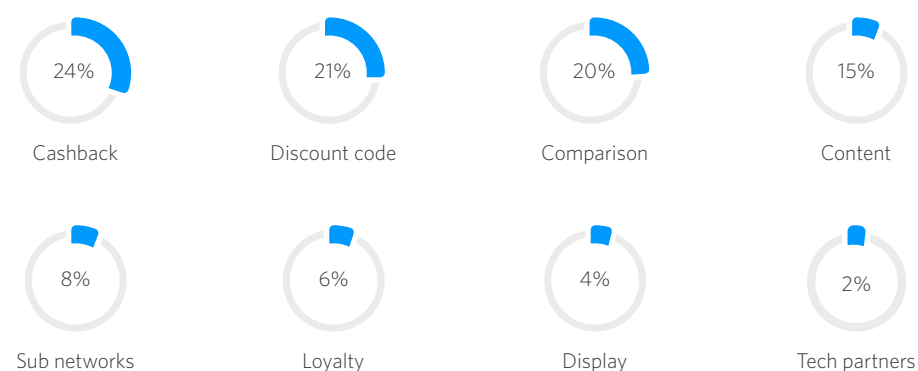 24%
Cashback
21%
Discount code
20%
Comparison
15%
Content
8%
Sub networks
6%
Loyalty
4%
Display
2%
Tech partners